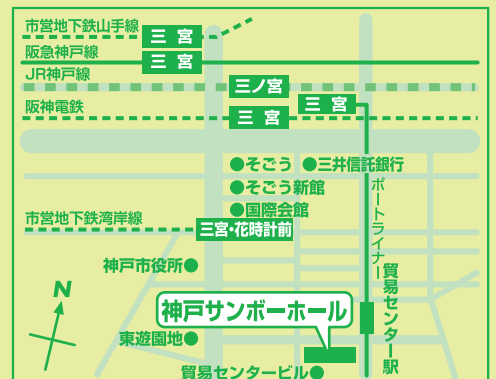 市営地下鉄山手線
三宮
阪急神戸線
三宮
JR神戸線
三ノ宮
三宮
阪神電鉄
三宮
●そごう
●三井信託銀行
●そごう新館
●国際会館
ポートライナー
市営地下鉄湾岸線
三宮・花時計前
神戸市役所●
貿易センター駅
N
神戸サンボーホール
東遊園地●
貿易センタービル●